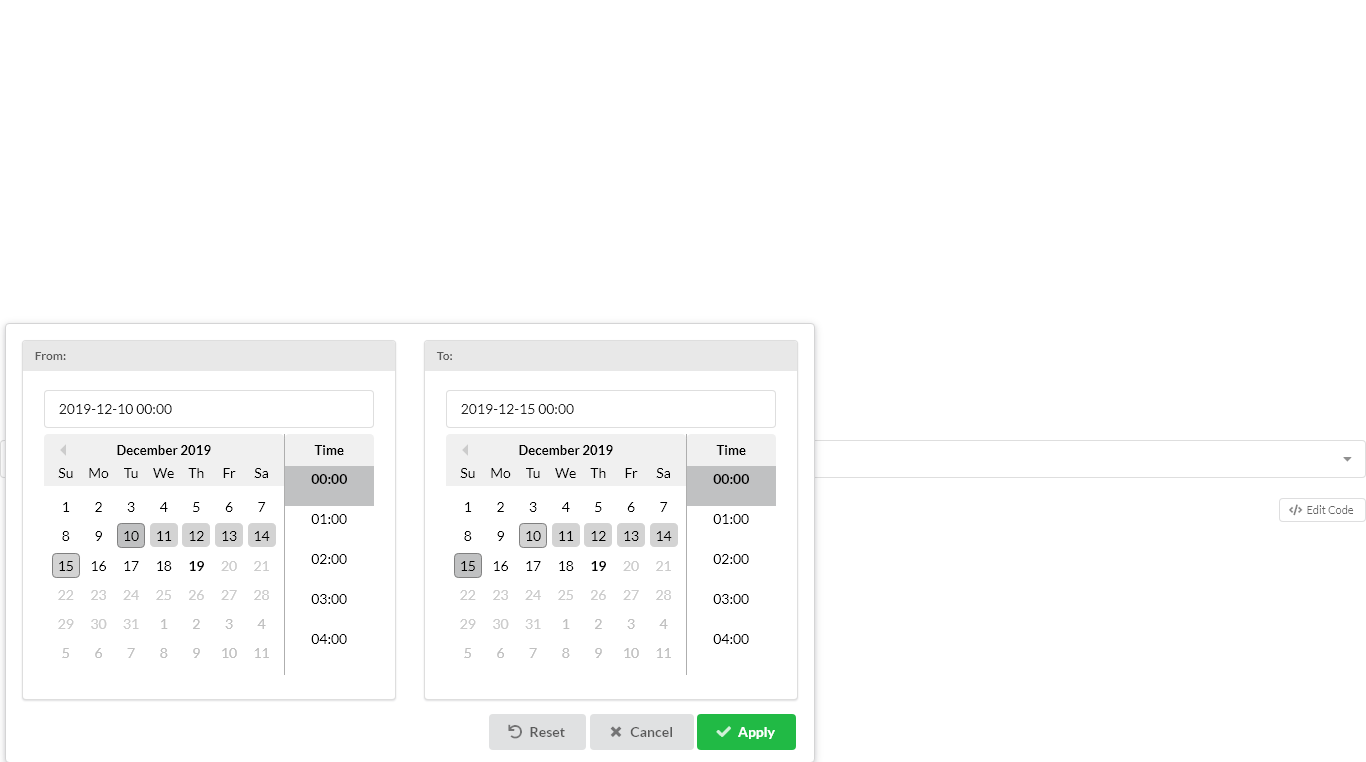 From:
2019-12-10 00:00
December 2019
Su Mo Tu We Th Fr Sa
1 2 3 4 5 6 7
8 9 10 11 12 13 14
15 16 17 18 19 20 21
22 23 24 25 26 27 28
29 30 31 1 2 3 4
5 6 7 8 9 10 11
Time
00:00
01:00
02:00
03:00
04:00
To:
2019-12-15 00:00
December 2019
Su Mo Tu We Th Fr Sa
1 2 3 4 5 6 7
8 9 10 11 12 13 14
15 16 17 18 19 20 21
22 23 24 25 26 27 28
29 30 31 1 2 3 4
5 6 7 8 9 10 11
Time
00:00
01:00
02:00
03:00
04:00
Edit Code
Reset
Cancel
Apply